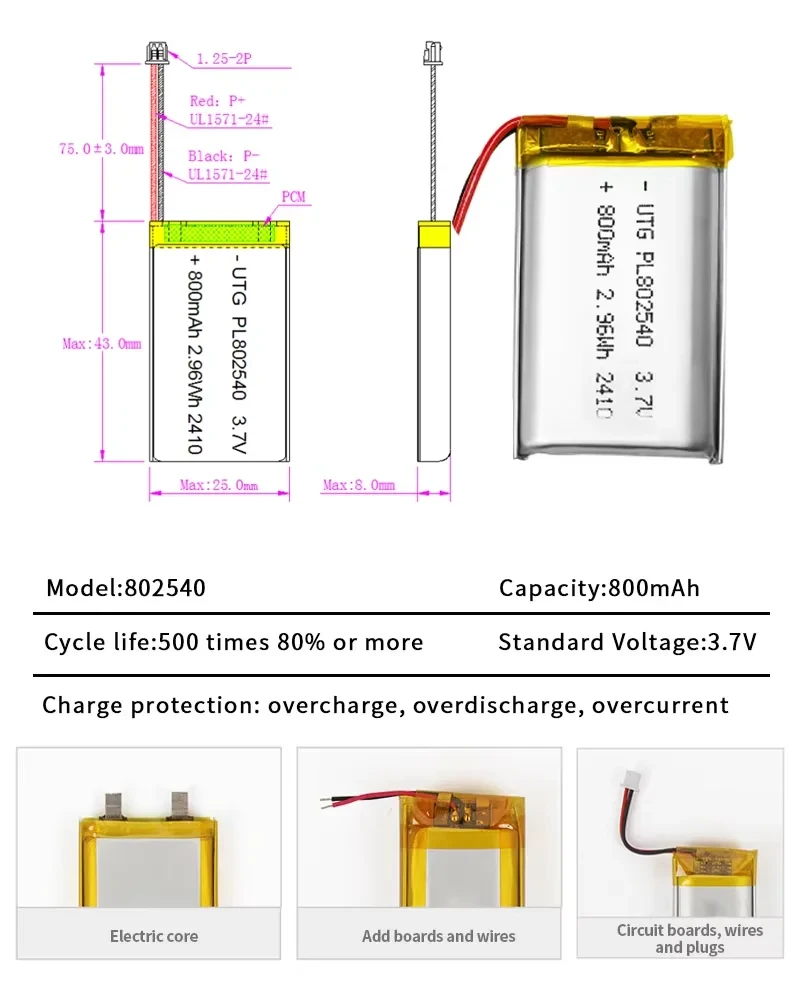 1.25-2P
Red: P+
UL1571-24#
75.0±3.0mm
Black: P-
UL1571-24#
PCM
- UTG PL802540 3.7V
+ 800mAh 2.96Wh 2410
Max:43.0mm
Max:25.0mm
Max:8.0mm
- UTG PL802540 3.7V
+ 800mAh 2.96Wh 2410
Model:802540
Capacity:800mAh
Cycle life:500 times 80% or more
Standard Voltage:3.7V
Charge protection: overcharge, overdischarge, overcurrent
Electric core
Add boards and wires
Circuit boards, wires
and plugs